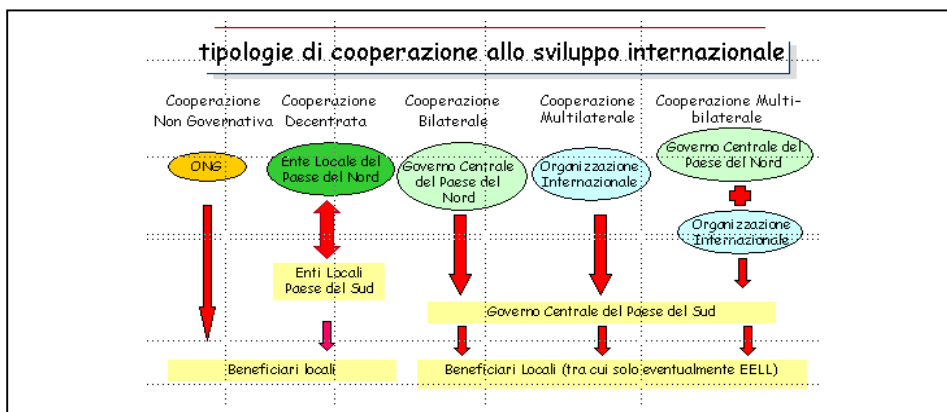 tipologie di cooperazione allo sviluppo internazionale
Cooperazione
Non Governativa
Cooperazione
Decentrata
Cooperazione
Bilaterale
Cooperazione
Multilaterale
Cooperazione Multi-
bilaterale
ONG
Ente Locale del
Paese del Nord
Governo Centrale
del Paese del
Nord
Organizzazione
Internazionale
Governo Centrale del
Paese del Nord
Organizzazione
Internazionale
Enti Locali
Paese del Sud
Governo Centrale del Paese del Sud
Beneficiari locali
Beneficiari Locali (tra cui solo eventualmente EELL)